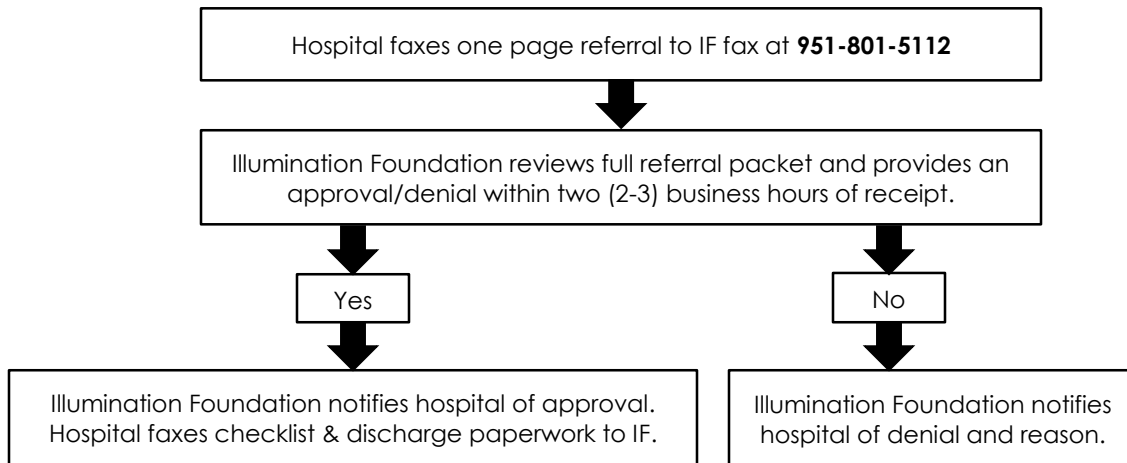 Hospital faxes one page referral to IF fax at 951-801-5112
Illumination Foundation reviews full referral packet and provides an
approval/denial within two (2-3) business hours of receipt.
Yes
No
Illumination Foundation notifies hospital of approval.
Hospital faxes checklist & discharge paperwork to IF.
Illumination Foundation notifies
hospital of denial and reason.